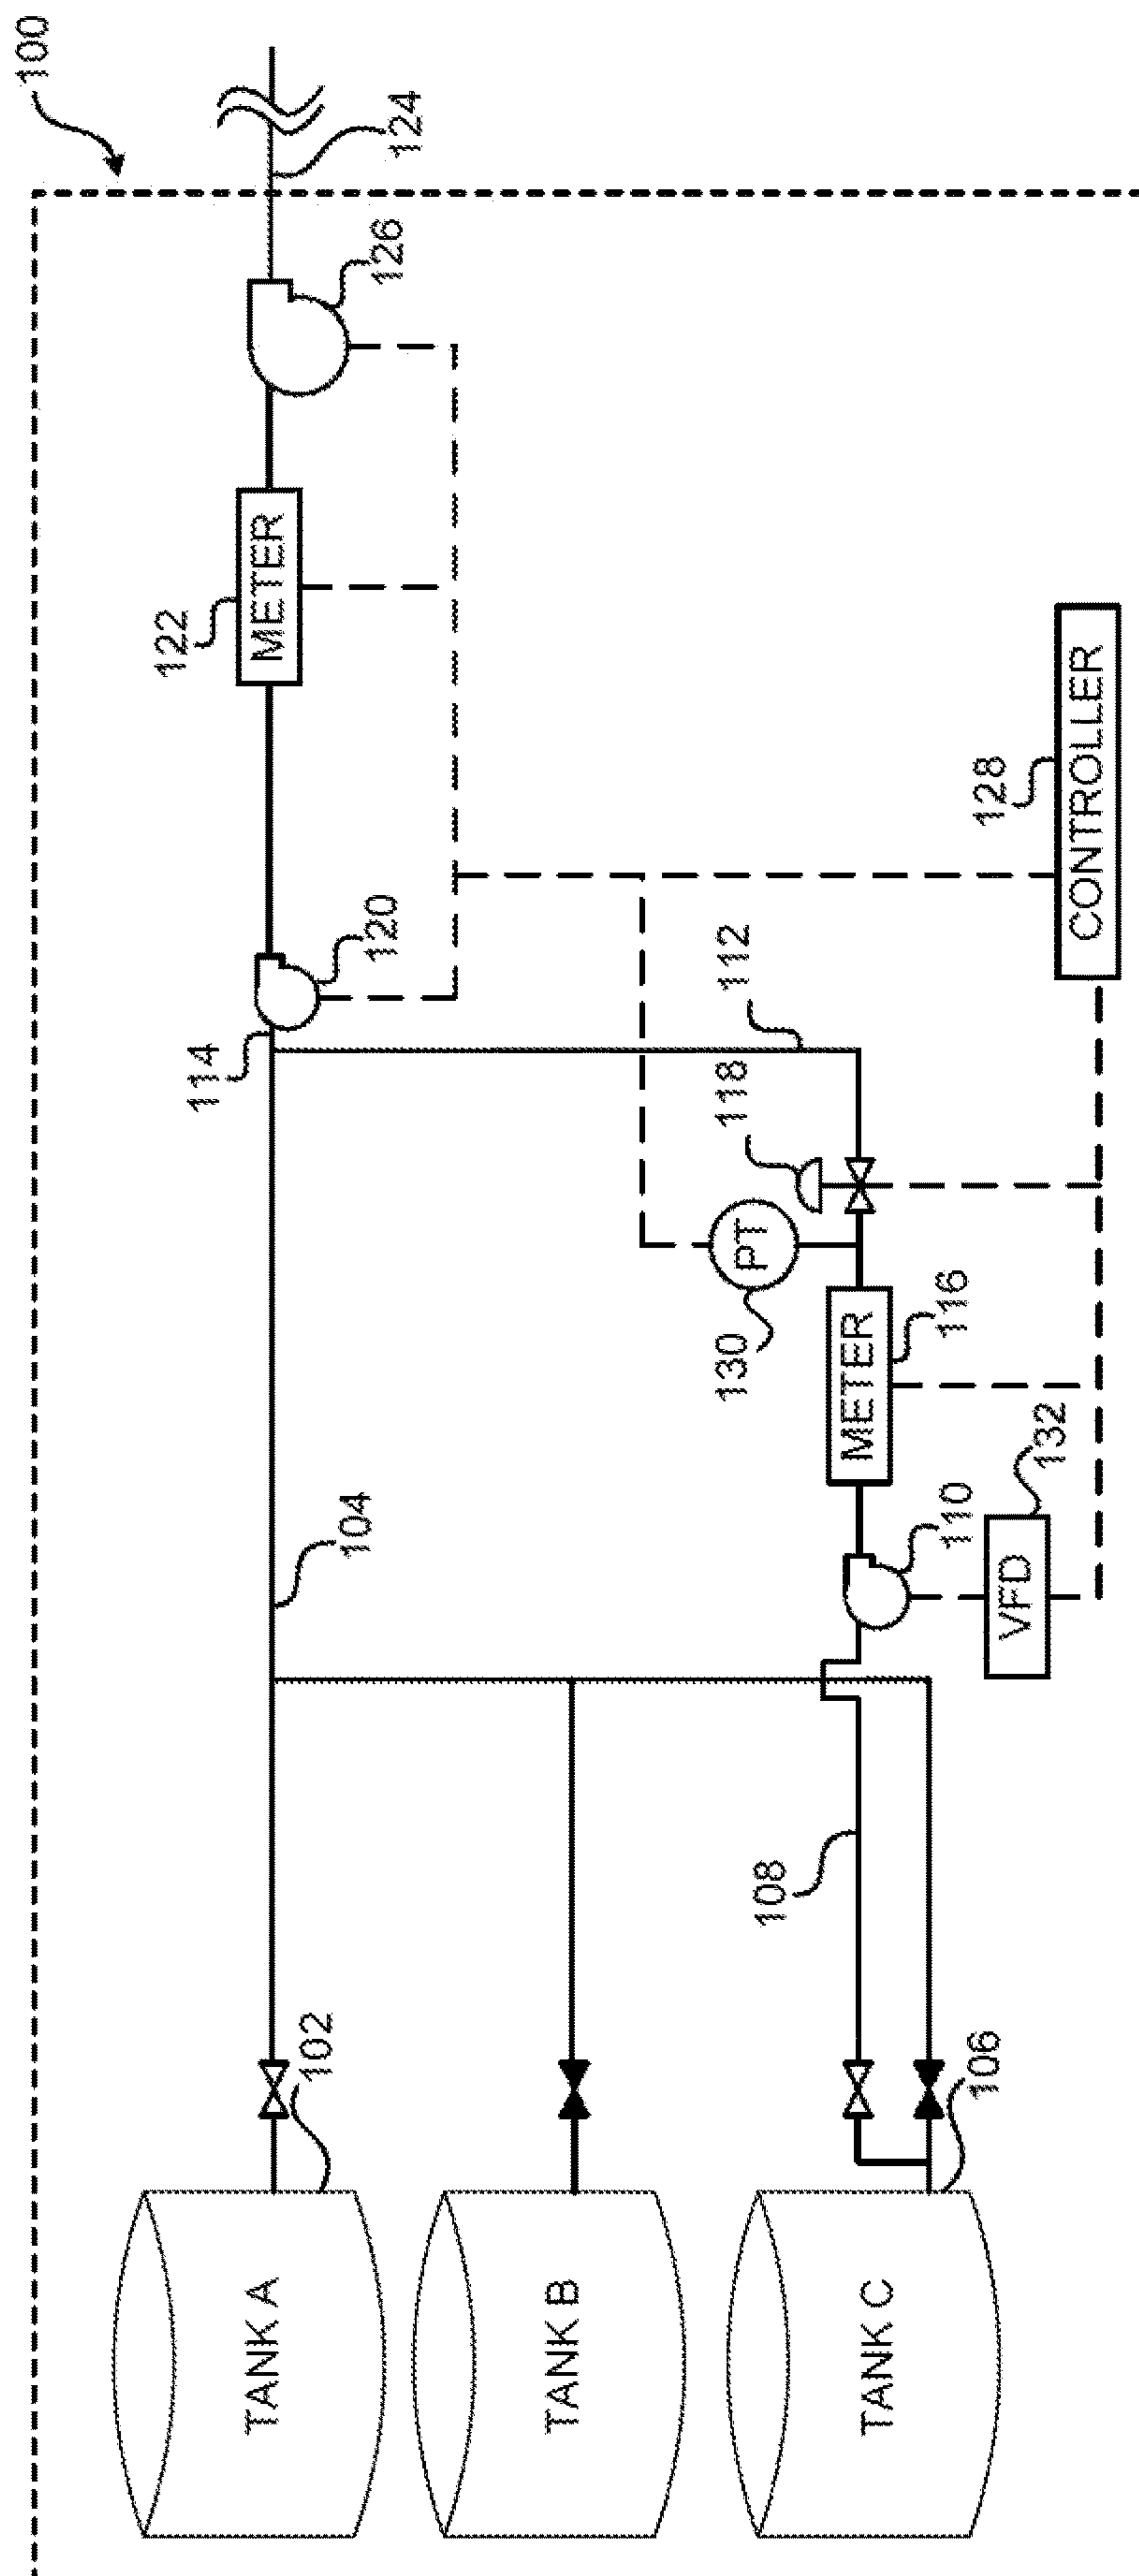 100
124
126
METER
122
120
114
112
118
PT
130
METER
116
128
CONTROLLER
104
110
VFD
132
108
102
106
TANK A
TANK B
TANK C